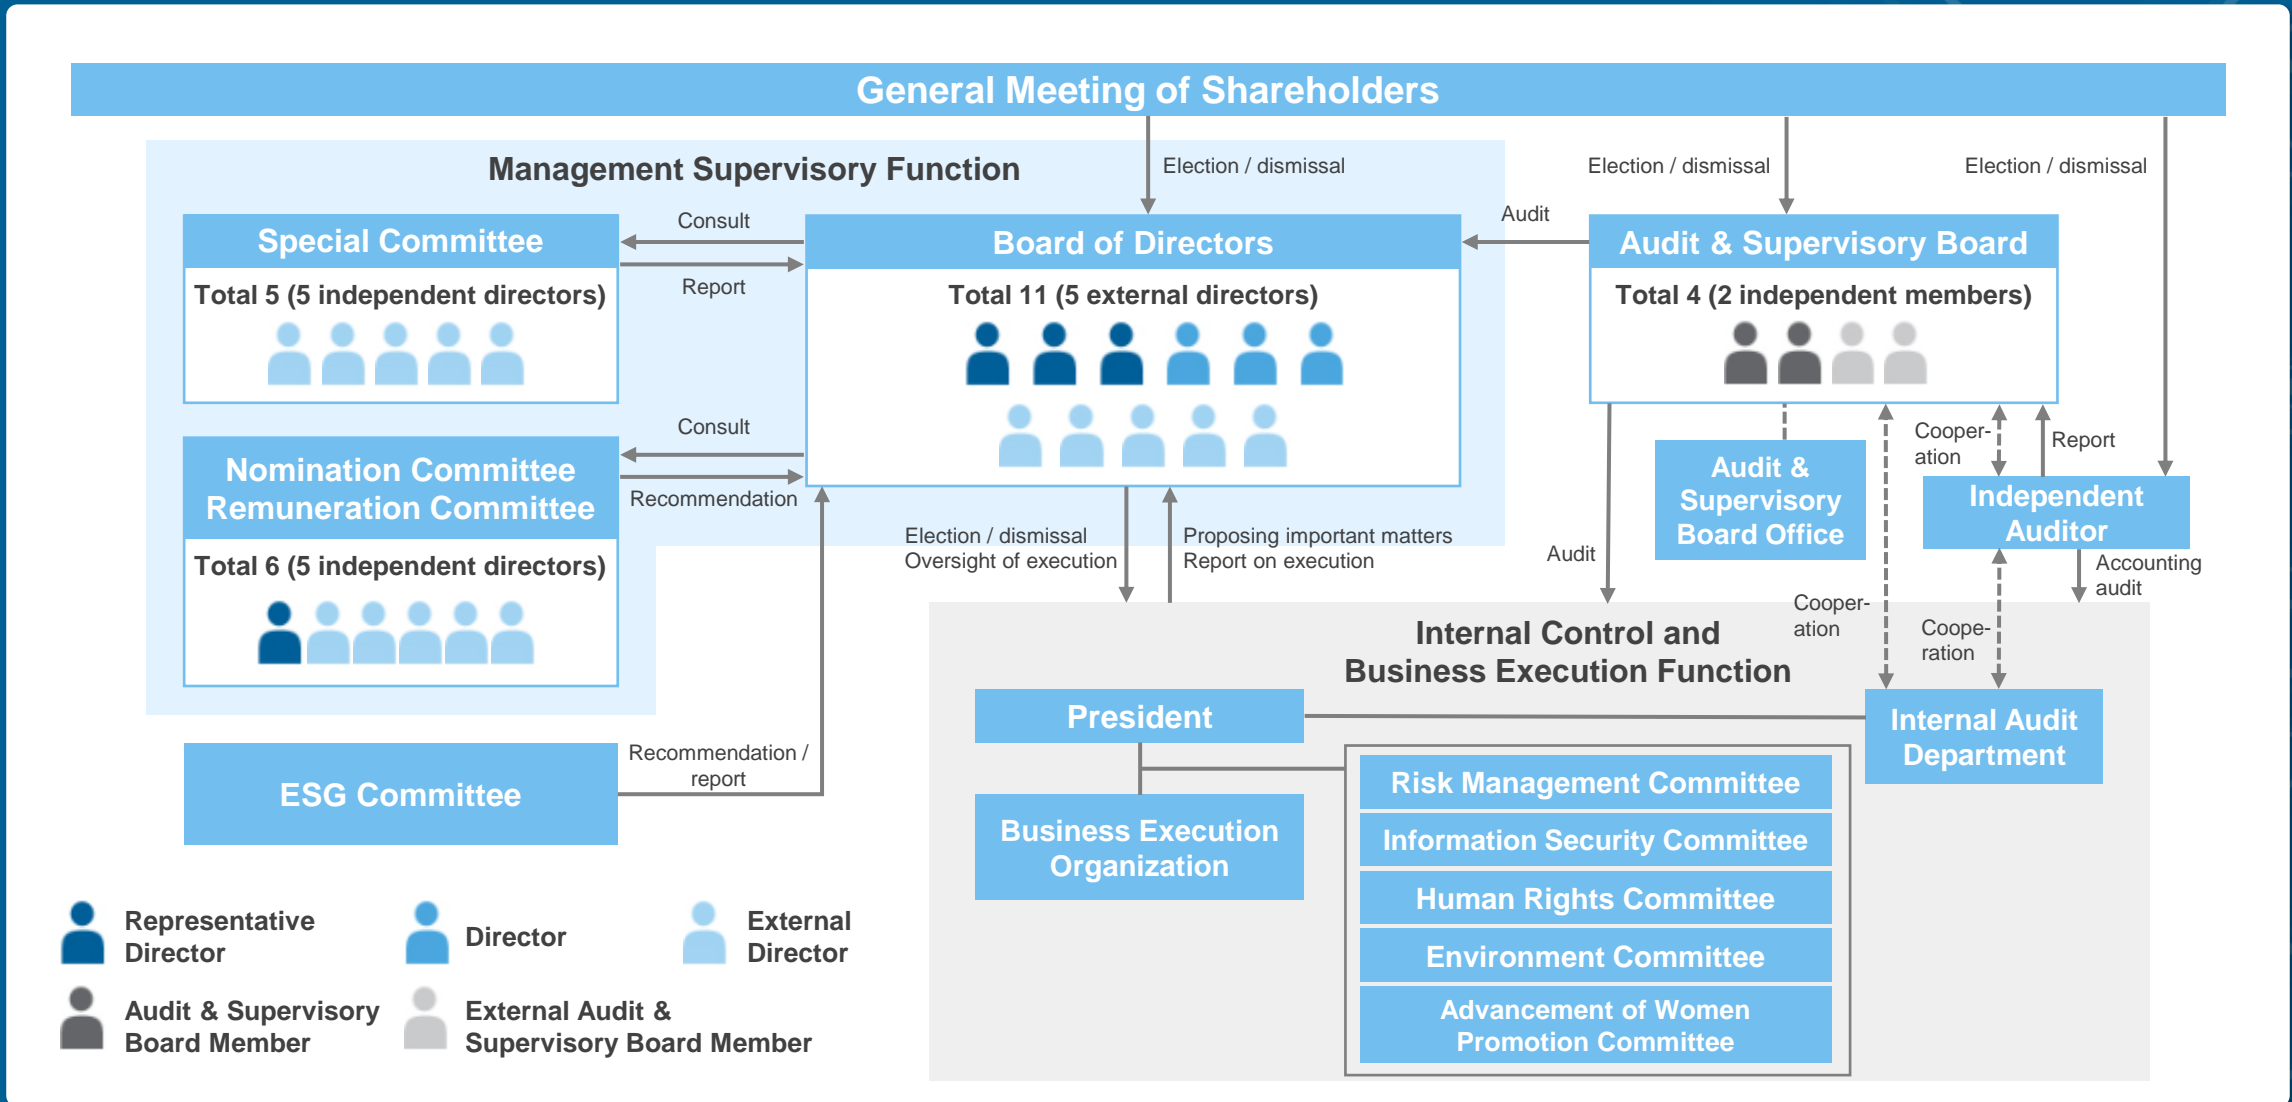 General Meeting of Shareholders
Management Supervisory Function
Election / dismissal
Election / dismissal
Election / dismissal
Special Committee
Total 5 (5 independent directors)
Consult
Report
Board of Directors
Total 11 (5 external directors)
Audit
Audit & Supervisory Board
Total 4 (2 independent members)
Nomination Committee
Remuneration Committee
Total 6 (5 independent directors)
Consult
Recommendation
Election / dismissal
Oversight of execution
Proposing important matters
Report on execution
Audit
Audit &
Supervisory
Board Office
Cooper-
ation
Report
Independent
Auditor
Accounting
audit
Cooper-
ation
Coope-
ration
ESG Committee
Recommendation /
report
Internal Control and
Business Execution Function
President
Internal Audit
Department
Business Execution
Organization
Risk Management Committee
Information Security Committee
Human Rights Committee
Environment Committee
Advancement of Women
Promotion Committee
Representative
Director
Director
External
Director
Audit & Supervisory
Board Member
External Audit &
Supervisory Board Member